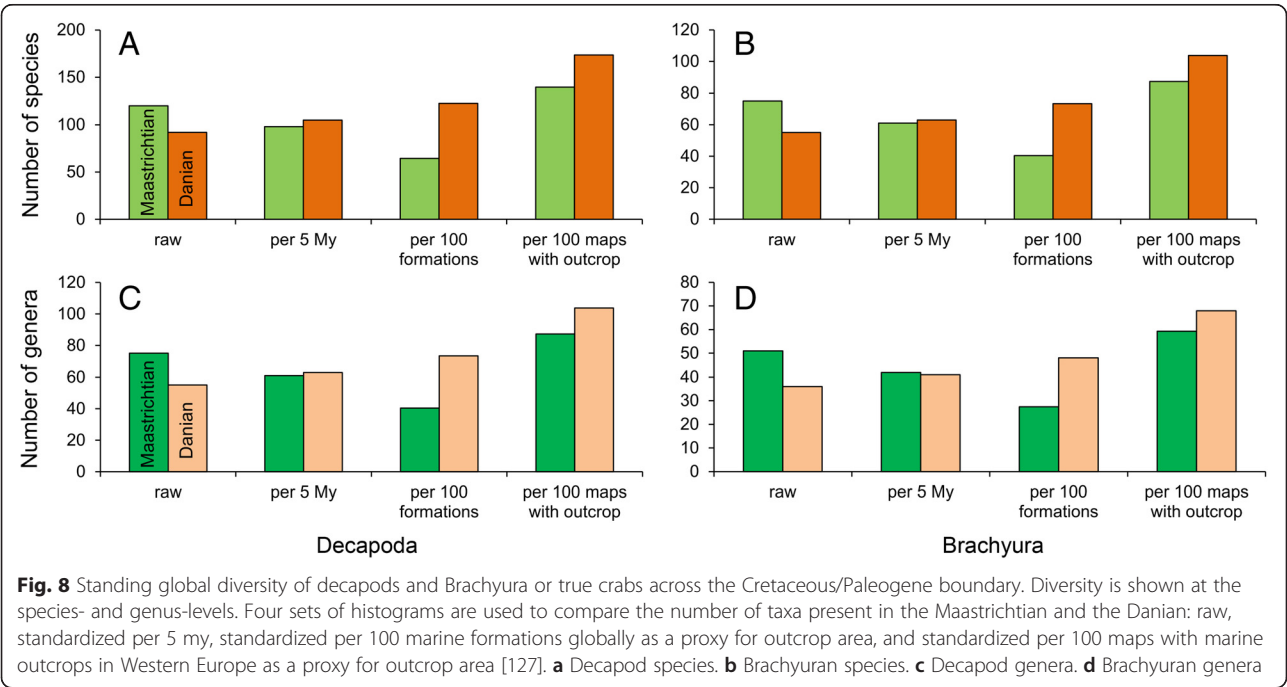 A
B
Number of species
200
150
100
50
0
Maastrichtian
Danian
raw
per 5 My
per 100
formations
per 100 maps
with outcrop
120
100
80
60
40
20
0
raw
per 5 My
per 100
formations
per 100 maps
with outcrop
C
D
Number of genera
120
100
80
60
40
20
0
Maastrichtian
Danian
raw
per 5 My
per 100
formations
per 100 maps
with outcrop
Decapoda
80
70
60
50
40
30
20
10
0
raw
per 5 My
per 100
formations
per 100 maps
with outcrop
Brachyura
Fig. 8 Standing global diversity of decapods and Brachyura or true crabs across the Cretaceous/Paleogene boundary. Diversity is shown at the
species- and genus-levels. Four sets of histograms are used to compare the number of taxa present in the Maastrichtian and the Danian: raw,
standardized per 5 my, standardized per 100 marine formations globally as a proxy for outcrop area, and standardized per 100 maps with marine
outcrops in Western Europe as a proxy for outcrop area [127]. a Decapod species. b Brachyuran species. c Decapod genera. d Brachyuran genera